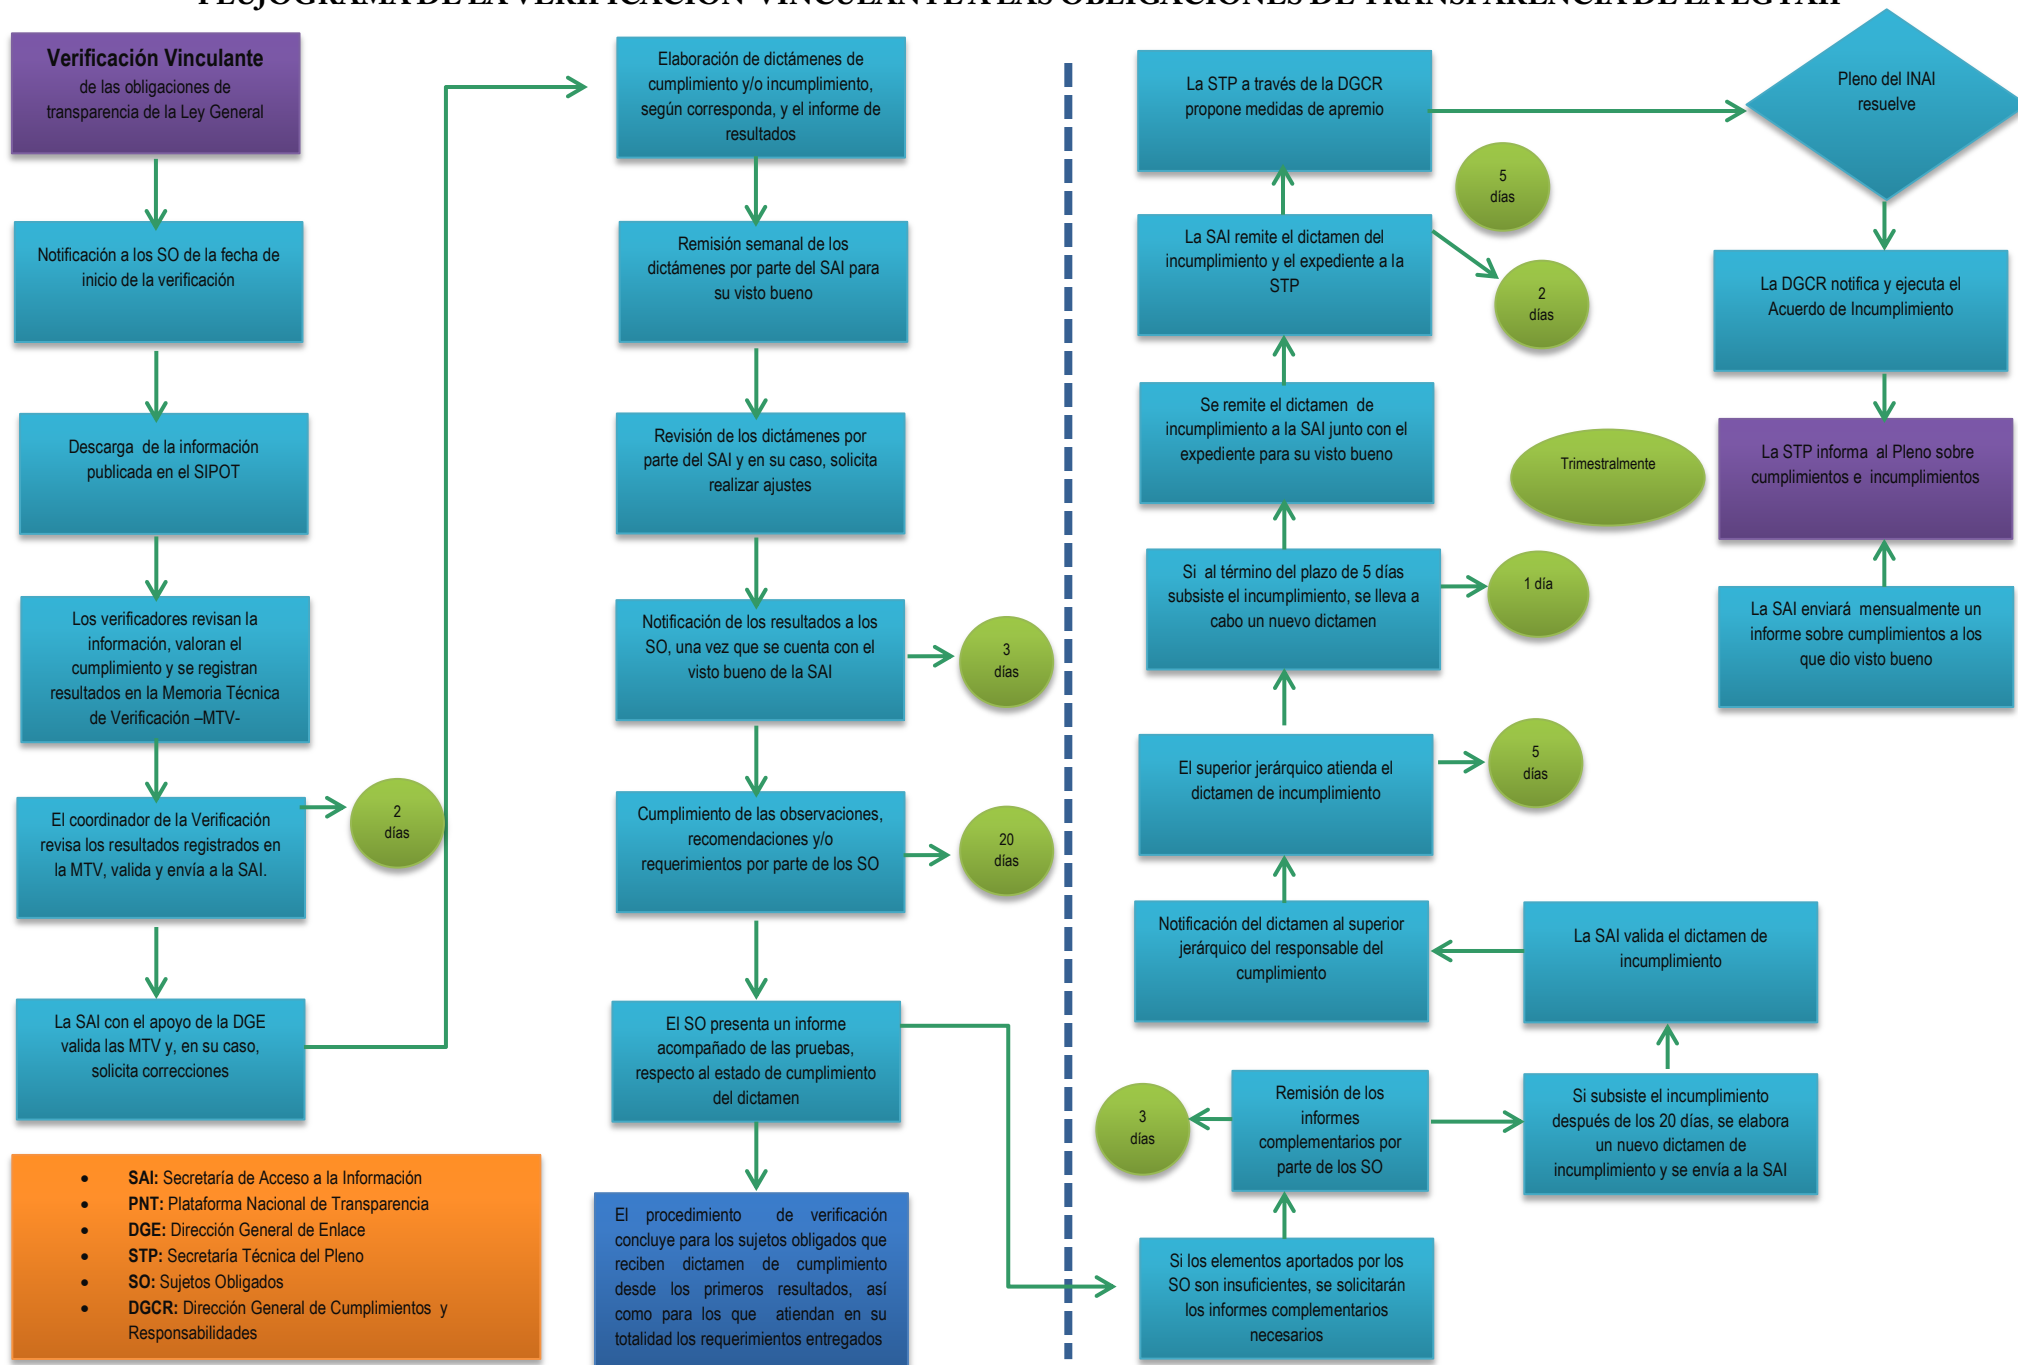 FLUJOGRAMA DE LA VERIFICACIÓN VINCULANTE A LAS OBLIGACIONES DE TRANSPARENCIA DE LA LGTAIP
Verificación Vinculante
de las obligaciones de
transparencia de la Ley General
Notificación a los SO de la fecha de
inicio de la verificación
Descarga de la información
publicada en el SIPOT
Los verificadores revisan la
información, valoran el
cumplimiento y se registran
resultados en la Memoria Técnica
de Verificación –MTV-
El coordinador de la Verificación
revisa los resultados registrados en
la MTV, valida y envía a la SAI.
2
días
La SAI con el apoyo de la DGE
valida las MTV y, en su caso,
solicita correcciones
• SAI: Secretaría de Acceso a la Información
• PNT: Plataforma Nacional de Transparencia
• DGE: Dirección General de Enlace
• STP: Secretaría Técnica del Pleno
• SO: Sujetos Obligados
• DGCR: Dirección General de Cumplimientos y
Responsabilidades
Elaboración de dictámenes de
cumplimiento y/o incumplimiento,
según corresponda, y el informe de
resultados
Remisión semanal de los
dictámenes por parte del SAI para
su visto bueno
Revisión de los dictámenes por
parte del SAI y en su caso, solicita
realizar ajustes
Notificación de los resultados a los
SO, una vez que se cuenta con el
visto bueno de la SAI
3
días
Cumplimiento de las observaciones,
recomendaciones y/o
requerimientos por parte de los SO
20
días
El SO presenta un informe
acompañado de las pruebas,
respecto al estado de cumplimiento
del dictamen
El procedimiento de verificación
concluye para los sujetos obligados que
reciben dictamen de cumplimiento
desde los primeros resultados, así
como para los que atiendan en su
totalidad los requerimientos entregados
Si los elementos aportados por los
SO son insuficientes, se solicitarán
los informes complementarios
necesarios
Remisión de los
informes
complementarios por
parte de los SO
3
días
Si subsiste el incumplimiento
después de los 20 días, se elabora
un nuevo dictamen de
incumplimiento y se envía a la SAI
La SAI valida el dictamen de
incumplimiento
Notificación del dictamen al superior
jerárquico del responsable del
cumplimiento
El superior jerárquico atienda el
dictamen de incumplimiento
5
días
Si al término del plazo de 5 días
subsiste el incumplimiento, se lleva a
cabo un nuevo dictamen
1 día
Se remite el dictamen de
incumplimiento a la SAI junto con el
expediente para su visto bueno
La SAI remite el dictamen del
incumplimiento y el expediente a la
STP
2
días
La STP a través de la DGCR
propone medidas de apremio
5
días
Pleno del INAI
resuelve
La DGCR notifica y ejecuta el
Acuerdo de Incumplimiento
La STP informa al Pleno sobre
cumplimientos e incumplimientos
Trimestralmente
La SAI enviará mensualmente un
informe sobre cumplimientos a los
que dio visto bueno